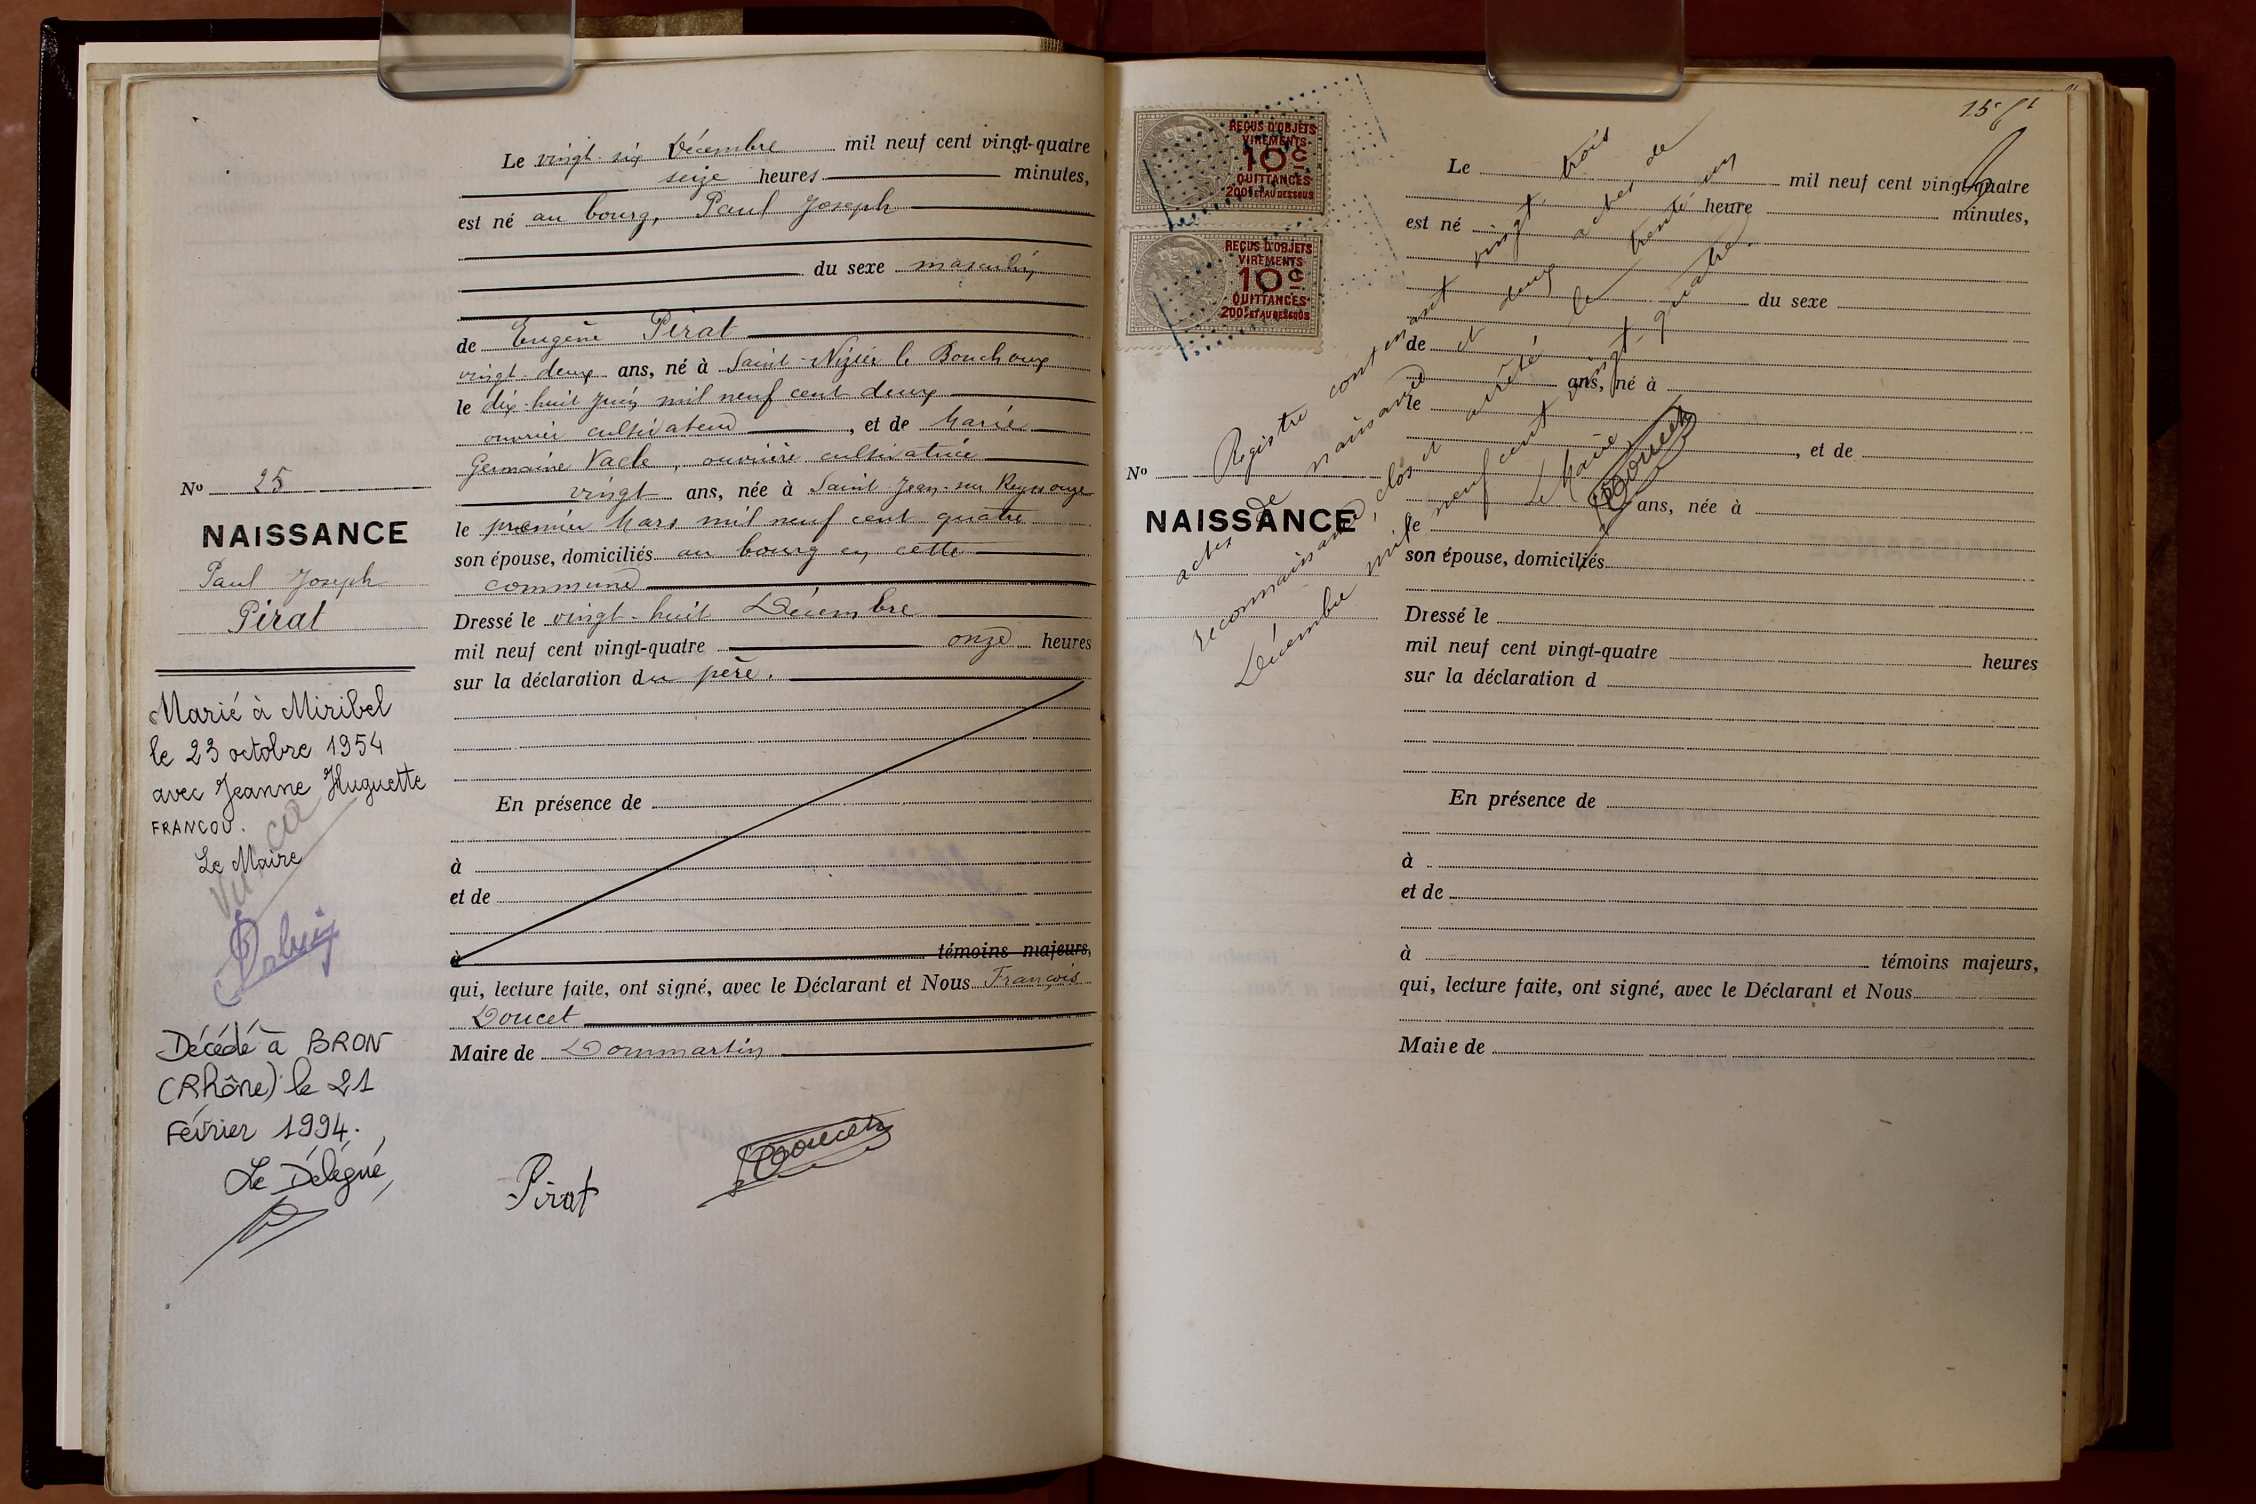 Le vingt-six Décembre mil neuf cent vingt-quatre
seize heures minutes,
est né au bourg, Paul Joseph
du sexe masculin
de Eugène Pirat
vingt-deux ans, né à Saint-Nizier le Bouchoux
le dix-huit Juin mil neuf cent deux
ouvrier cultivateur, et de Marie
Germaine Vacle, ouvrière cultivatrice
vingt ans, née à Saint-Jean-sur Reyssouze
le premier Mars mil neuf cent quatre
son épouse, domiciliés au bourg en cette
commune
Dressé le vingt-huit Décembre
mil neuf cent vingt-quatre onze heures
sur la déclaration du père.
En présence de
à
et de
à témoins majeurs,
qui, lecture faite, ont signé, avec le Déclarant et Nous François
Doucet
Maire de Dommartin
Pirat
Doucet
No 25
NAISSANCE
Paul Joseph
Pirat
Marié à Miribel
le 23 octobre 1954
avec Jeanne Huguette
FRANCOU.
Le Maire
Décédé à BRON
(Rhône) le 21
Février 1994.
Le Délégué,
REÇUS D'OBJETS
VIREMENTS
10c
QUITTANCES
200F ET AU DESSOUS
REÇUS D'OBJETS
VIREMENTS
10c
QUITTANCES
200F ET AU DESSOUS
No
NAISSANCE
Le mil neuf cent vingt-quatre
heure minutes,
est né
du sexe
de
ans, né à
le
, et de
ans, née à
le
son épouse, domiciliés
Dressé le
mil neuf cent vingt-quatre heures
sur la déclaration d
En présence de
à
et de
à témoins majeurs,
qui, lecture faite, ont signé, avec le Déclarant et Nous
Maire de
Registre contenant vingt-trois
actes de naissance et deux actes de
reconnaissance, clos et arrêté le trente un
Décembre mil neuf cent vingt-quatre.
Le Maire
Doucet